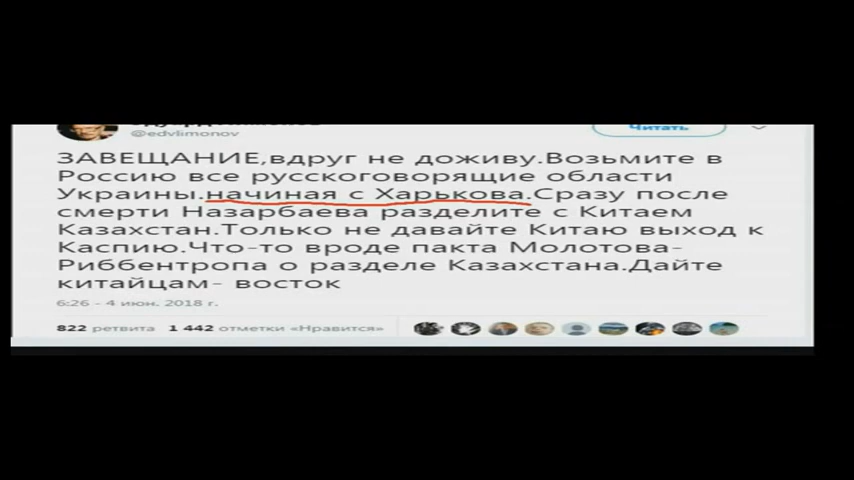 @edvlimonov
Читать
ЗАВЕЩАНИЕ,вдруг не доживу.Возьмите в
Россию все русскоговорящие области
Украины.начиная с Харькова.Сразу после
смерти Назарбаева разделите с Китаем
Казахстан.Только не давайте Китаю выход к
Каспию.Что-то вроде пакта Молотова-
Риббентропа о разделе Казахстана.Дайте
китайцам- восток
6:26 - 4 июн. 2018 г.
822 ретвита 1 442 отметки «Нравится»